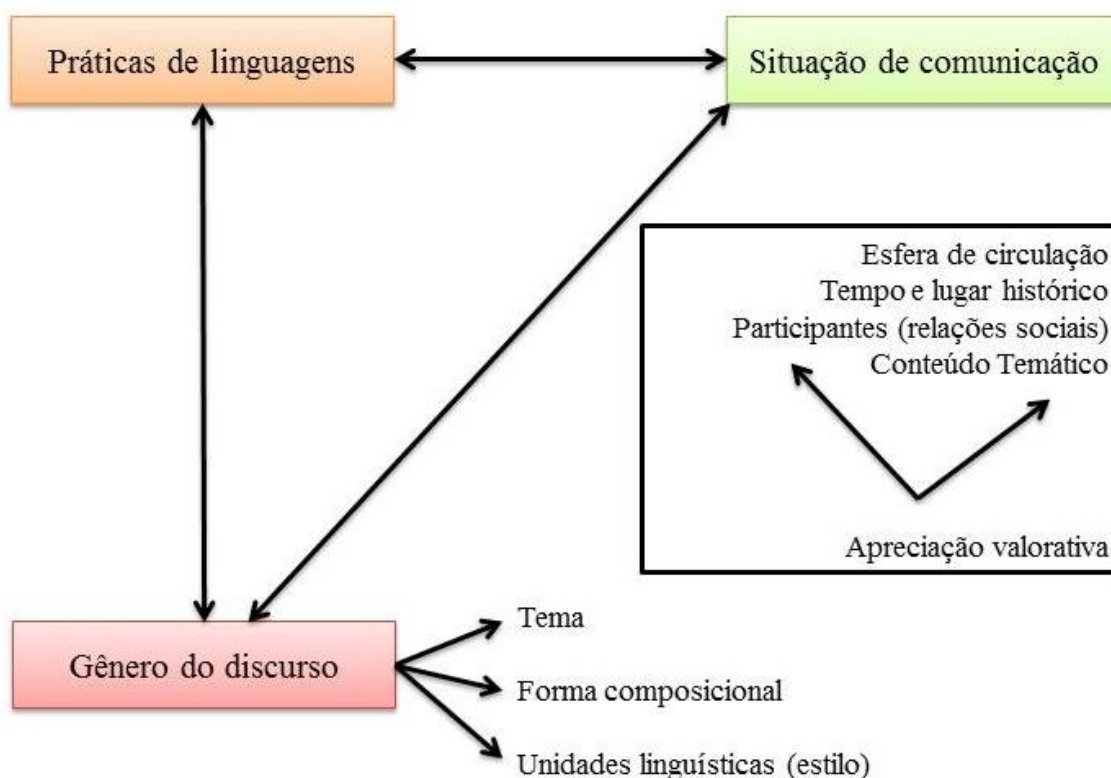 Práticas de linguagens
Situação de comunicação
Esfera de circulação
Tempo e lugar histórico
Participantes (relações sociais)
Conteúdo Temático
Apreciação valorativa
Gênero do discurso
Tema
Forma composicional
Unidades linguísticas (estilo)